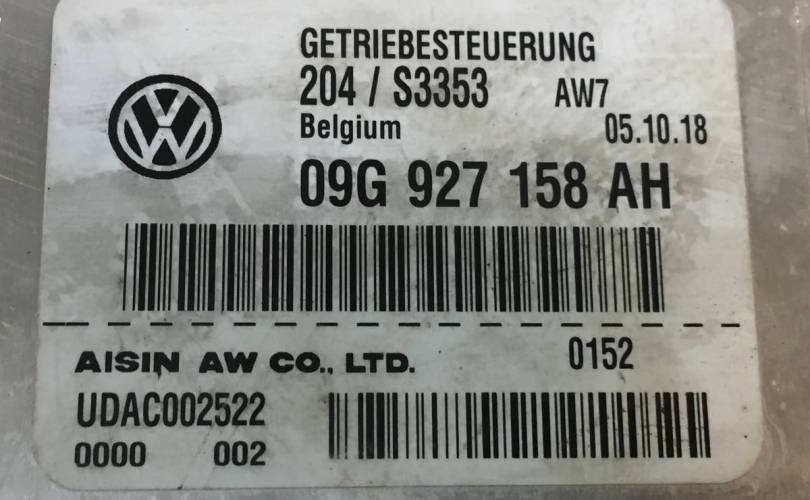 GETRIEBESTEUERUNG
204 / S3353 AW7
Belgium 05.10.18
09G 927 158 AH
AISIN AW CO., LTD. 0152
UDAC002522
0000 002